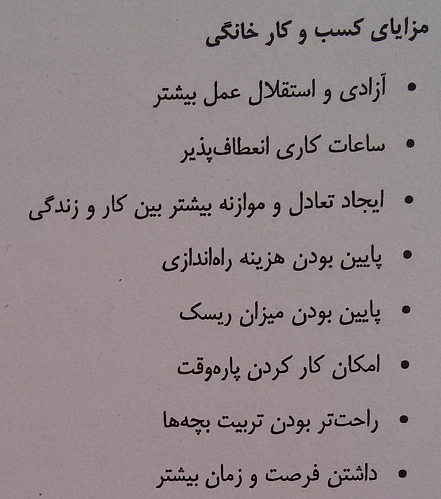 مزایای کسب و کار خانگی
• آزادی و استقلال عمل بیشتر
• ساعات کاری انعطاف‌پذیر
• ایجاد تعادل و موازنه بیشتر بین کار و زندگی
• پایین بودن هزینه راه‌اندازی
• پایین بودن میزان ریسک
• امکان کار کردن پاره‌وقت
• راحت‌تر بودن تربیت بچه‌ها
• داشتن فرصت و زمان بیشتر